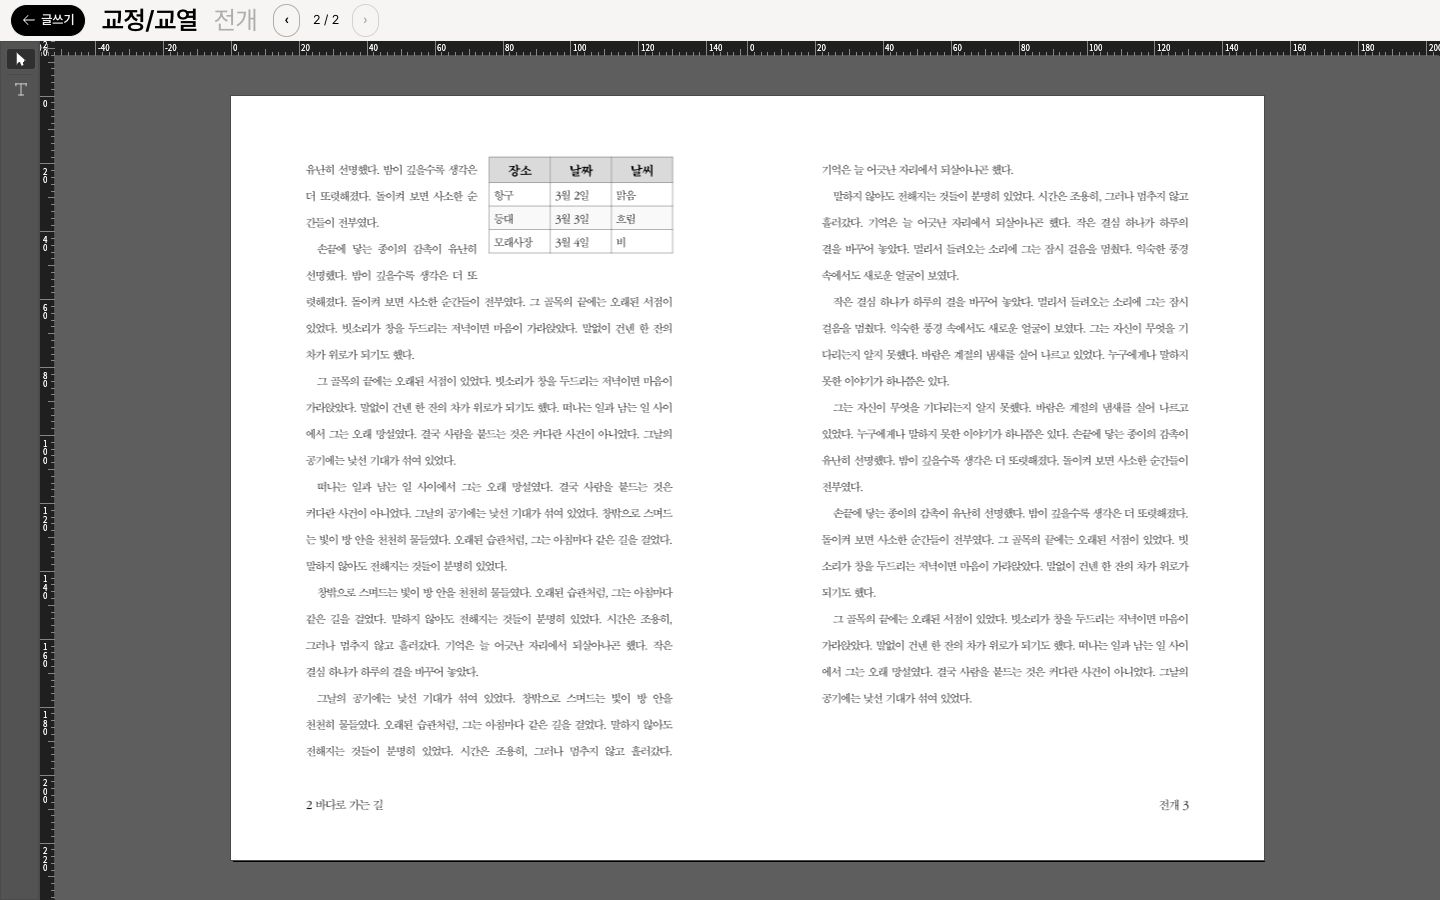 글쓰기
교정/교열 전개
2 / 2
유난히 선명했다. 밤이 깊을수록 생각은
더 또렷해졌다. 돌이켜 보면 사소한 순
간들이 전부였다.
손끝에 닿는 종이의 감촉이 유난히
선명했다. 밤이 깊을수록 생각은 더 또
장소 날짜 날씨
항구 3월 2일 맑음
등대 3월 3일 흐림
모래사장 3월 4일 비
렷해졌다. 돌이켜 보면 사소한 순간들이 전부였다. 그 골목의 끝에는 오래된 서점이
있었다. 빗소리가 창을 두드리는 저녁이면 마음이 가라앉았다. 말없이 건넨 한 잔의
차가 위로가 되기도 했다.
그 골목의 끝에는 오래된 서점이 있었다. 빗소리가 창을 두드리는 저녁이면 마음이
가라앉았다. 말없이 건넨 한 잔의 차가 위로가 되기도 했다. 떠나는 일과 남는 일 사이
에서 그는 오래 망설였다. 결국 사람을 붙드는 것은 커다란 사건이 아니었다. 그날의
공기에는 낯선 기대가 섞여 있었다.
떠나는 일과 남는 일 사이에서 그는 오래 망설였다. 결국 사람을 붙드는 것은
커다란 사건이 아니었다. 그날의 공기에는 낯선 기대가 섞여 있었다. 창밖으로 스며드
는 빛이 방 안을 천천히 물들였다. 오래된 습관처럼, 그는 아침마다 같은 길을 걸었다.
말하지 않아도 전해지는 것들이 분명히 있었다.
창밖으로 스며드는 빛이 방 안을 천천히 물들였다. 오래된 습관처럼, 그는 아침마다
같은 길을 걸었다. 말하지 않아도 전해지는 것들이 분명히 있었다. 시간은 조용히,
그러나 멈추지 않고 흘러갔다. 기억은 늘 어긋난 자리에서 되살아나곤 했다. 작은
결심 하나가 하루의 결을 바꾸어 놓았다.
그날의 공기에는 낯선 기대가 섞여 있었다. 창밖으로 스며드는 빛이 방 안을
천천히 물들였다. 오래된 습관처럼, 그는 아침마다 같은 길을 걸었다. 말하지 않아도
전해지는 것들이 분명히 있었다. 시간은 조용히, 그러나 멈추지 않고 흘러갔다.
2 바다로 가는 길
기억은 늘 어긋난 자리에서 되살아나곤 했다.
말하지 않아도 전해지는 것들이 분명히 있었다. 시간은 조용히, 그러나 멈추지 않고
흘러갔다. 기억은 늘 어긋난 자리에서 되살아나곤 했다. 작은 결심 하나가 하루의
결을 바꾸어 놓았다. 멀리서 들려오는 소리에 그는 잠시 걸음을 멈췄다. 익숙한 풍경
속에서도 새로운 얼굴이 보였다.
작은 결심 하나가 하루의 결을 바꾸어 놓았다. 멀리서 들려오는 소리에 그는 잠시
걸음을 멈췄다. 익숙한 풍경 속에서도 새로운 얼굴이 보였다. 그는 자신이 무엇을 기
다리는지 알지 못했다. 바람은 계절의 냄새를 실어 나르고 있었다. 누구에게나 말하지
못한 이야기가 하나쯤은 있다.
그는 자신이 무엇을 기다리는지 알지 못했다. 바람은 계절의 냄새를 실어 나르고
있었다. 누구에게나 말하지 못한 이야기가 하나쯤은 있다. 손끝에 닿는 종이의 감촉이
유난히 선명했다. 밤이 깊을수록 생각은 더 또렷해졌다. 돌이켜 보면 사소한 순간들이
전부였다.
손끝에 닿는 종이의 감촉이 유난히 선명했다. 밤이 깊을수록 생각은 더 또렷해졌다.
돌이켜 보면 사소한 순간들이 전부였다. 그 골목의 끝에는 오래된 서점이 있었다. 빗
소리가 창을 두드리는 저녁이면 마음이 가라앉았다. 말없이 건넨 한 잔의 차가 위로가
되기도 했다.
그 골목의 끝에는 오래된 서점이 있었다. 빗소리가 창을 두드리는 저녁이면 마음이
가라앉았다. 말없이 건넨 한 잔의 차가 위로가 되기도 했다. 떠나는 일과 남는 일 사이
에서 그는 오래 망설였다. 결국 사람을 붙드는 것은 커다란 사건이 아니었다. 그날의
공기에는 낯선 기대가 섞여 있었다.
전개 3